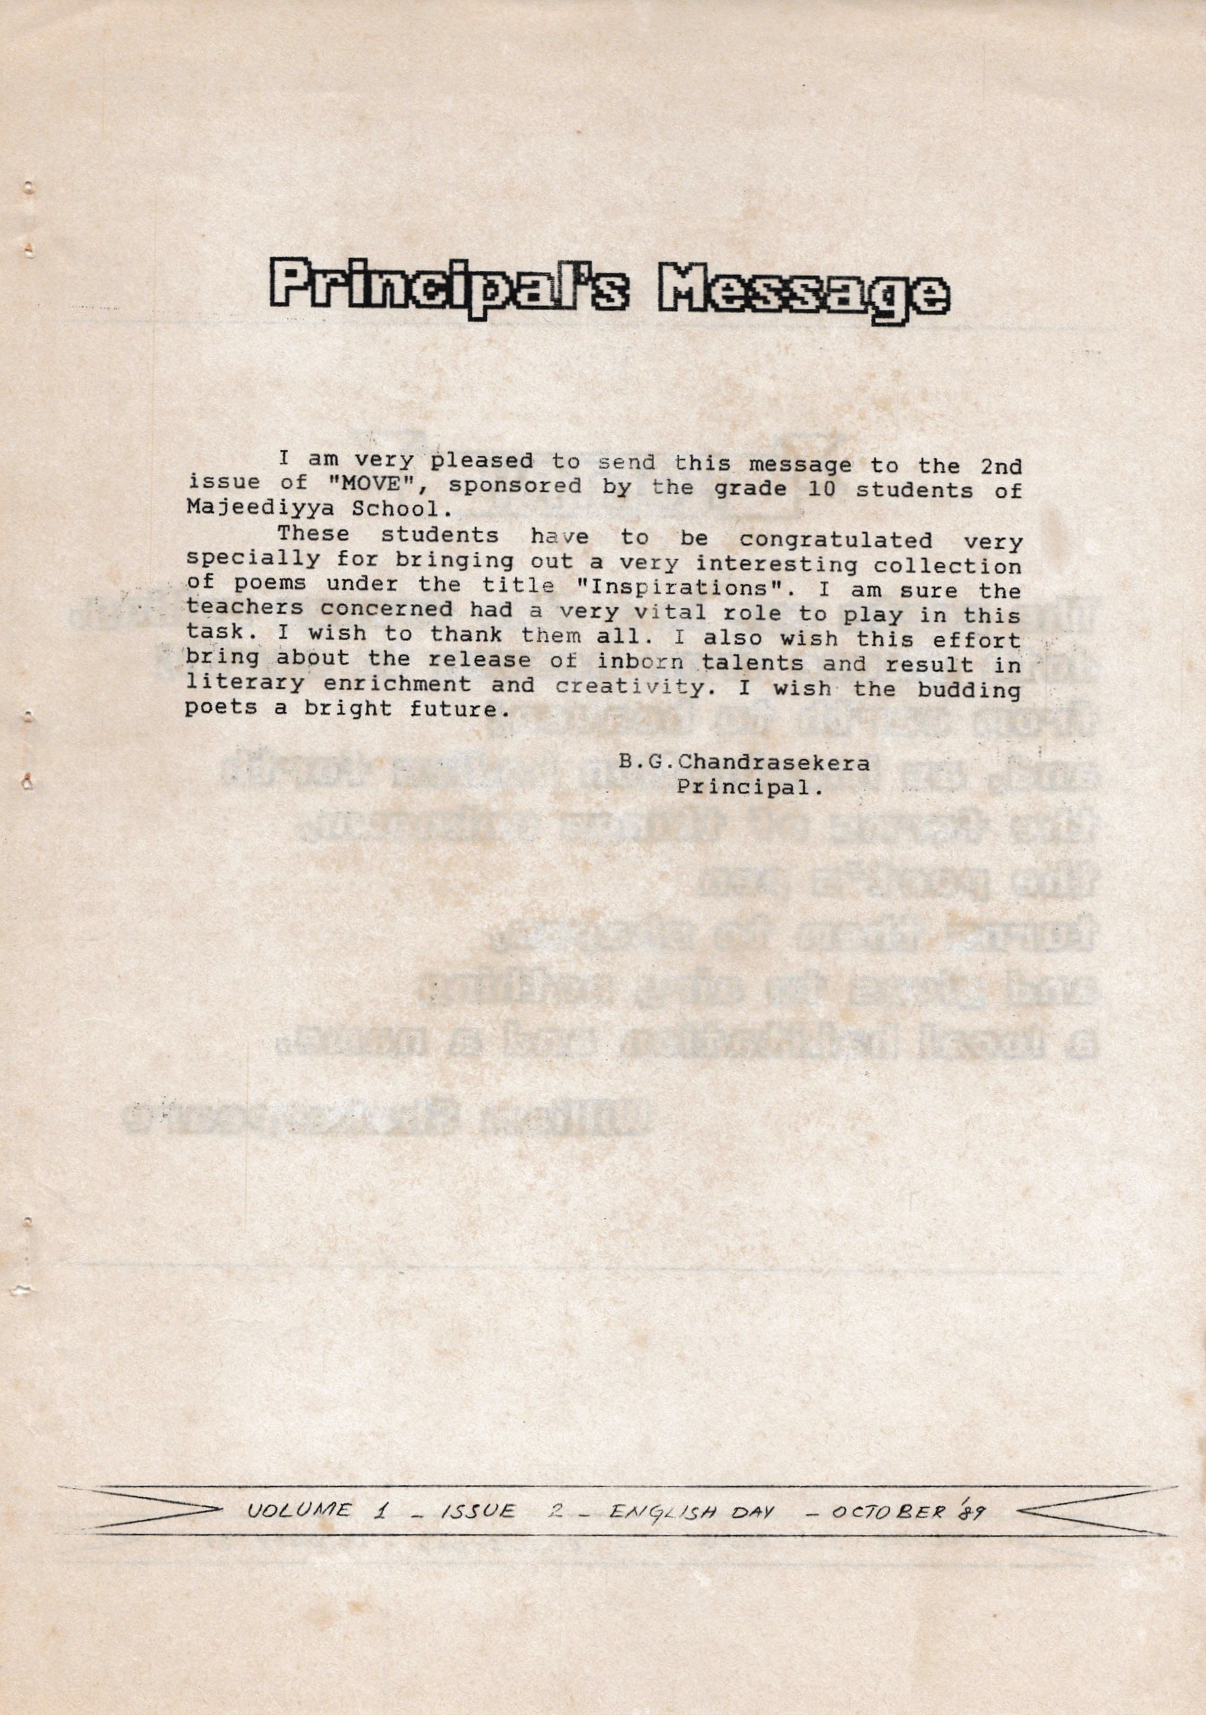 Principal's Message
I am very pleased to send this message to the 2nd
issue of "MOVE", sponsored by the grade 10 students of
Majeediyya School.
These students have to be congratulated very
specially for bringing out a very interesting collection
of poems under the title "Inspirations". I am sure the
teachers concerned had a very vital role to play in this
task. I wish to thank them all. I also wish this effort
bring about the release of inborn talents and result in
literary enrichment and creativity. I wish the budding
poets a bright future.
B.G.Chandrasekera
Principal.
VOLUME 1 - ISSUE 2 - ENGLISH DAY - OCTOBER '89